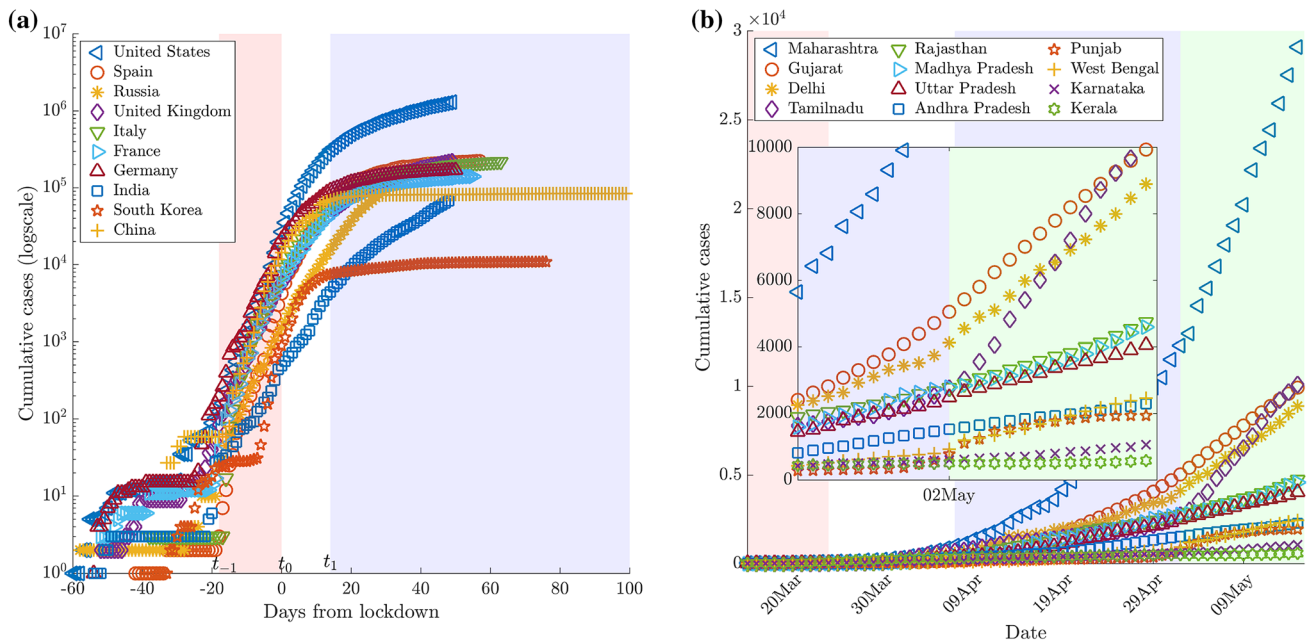 (a)
10^7
10^6
10^5
10^4
10^3
10^2
10^1
10^0
Cumulative cases (logscale)
United States
Spain
Russia
United Kingdom
Italy
France
Germany
India
South Korea
China
t_{-1}
t_0
t_1
-60 -40 -20 0 20 40 60 80 100
Days from lockdown
(b)
×10^4
3
2.5
2
1.5
1
0.5
0
Cumulative cases
Maharashtra Rajasthan Punjab
Gujarat Madhya Pradesh West Bengal
Delhi Uttar Pradesh Karnataka
Tamilnadu Andhra Pradesh Kerala
10000
8000
6000
4000
2000
0
02May
20Mar 30Mar 09Apr 19Apr 29Apr 09May
Date